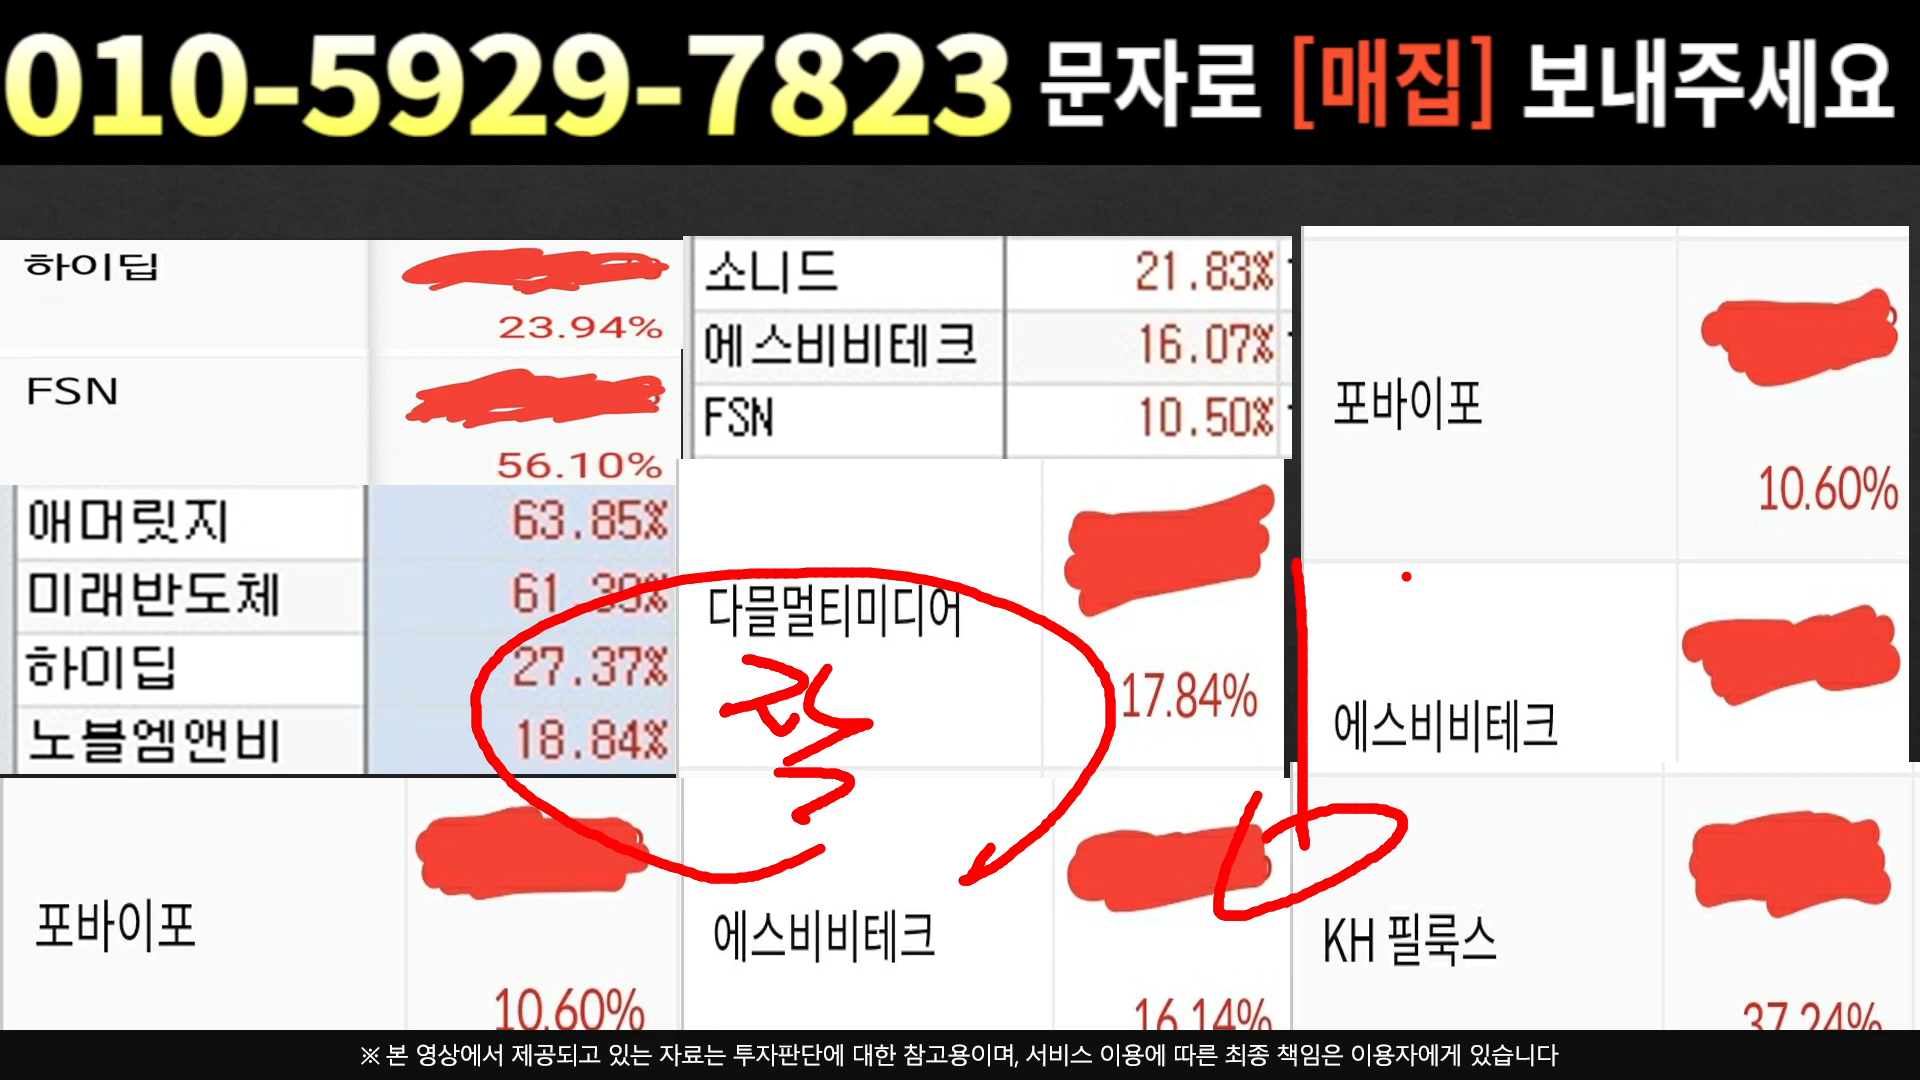 010-5929-7823 문자로 [매집] 보내주세요
하이딥
23.94%
FSN
56.10%
애머릿지 63.85%
미래반도체 61.39%
하이딥 27.37%
노블엠앤비 18.84%
소니드 21.83%
에스비비테크 16.07%
FSN 10.50%
다믈멀티미디어
17.84%
포바이포
10.60%
에스비비테크
포바이포
10.60%
에스비비테크
16.14%
KH 필룩스
37.24%
※ 본 영상에서 제공되고 있는 자료는 투자판단에 대한 참고용이며, 서비스 이용에 따른 최종 책임은 이용자에게 있습니다